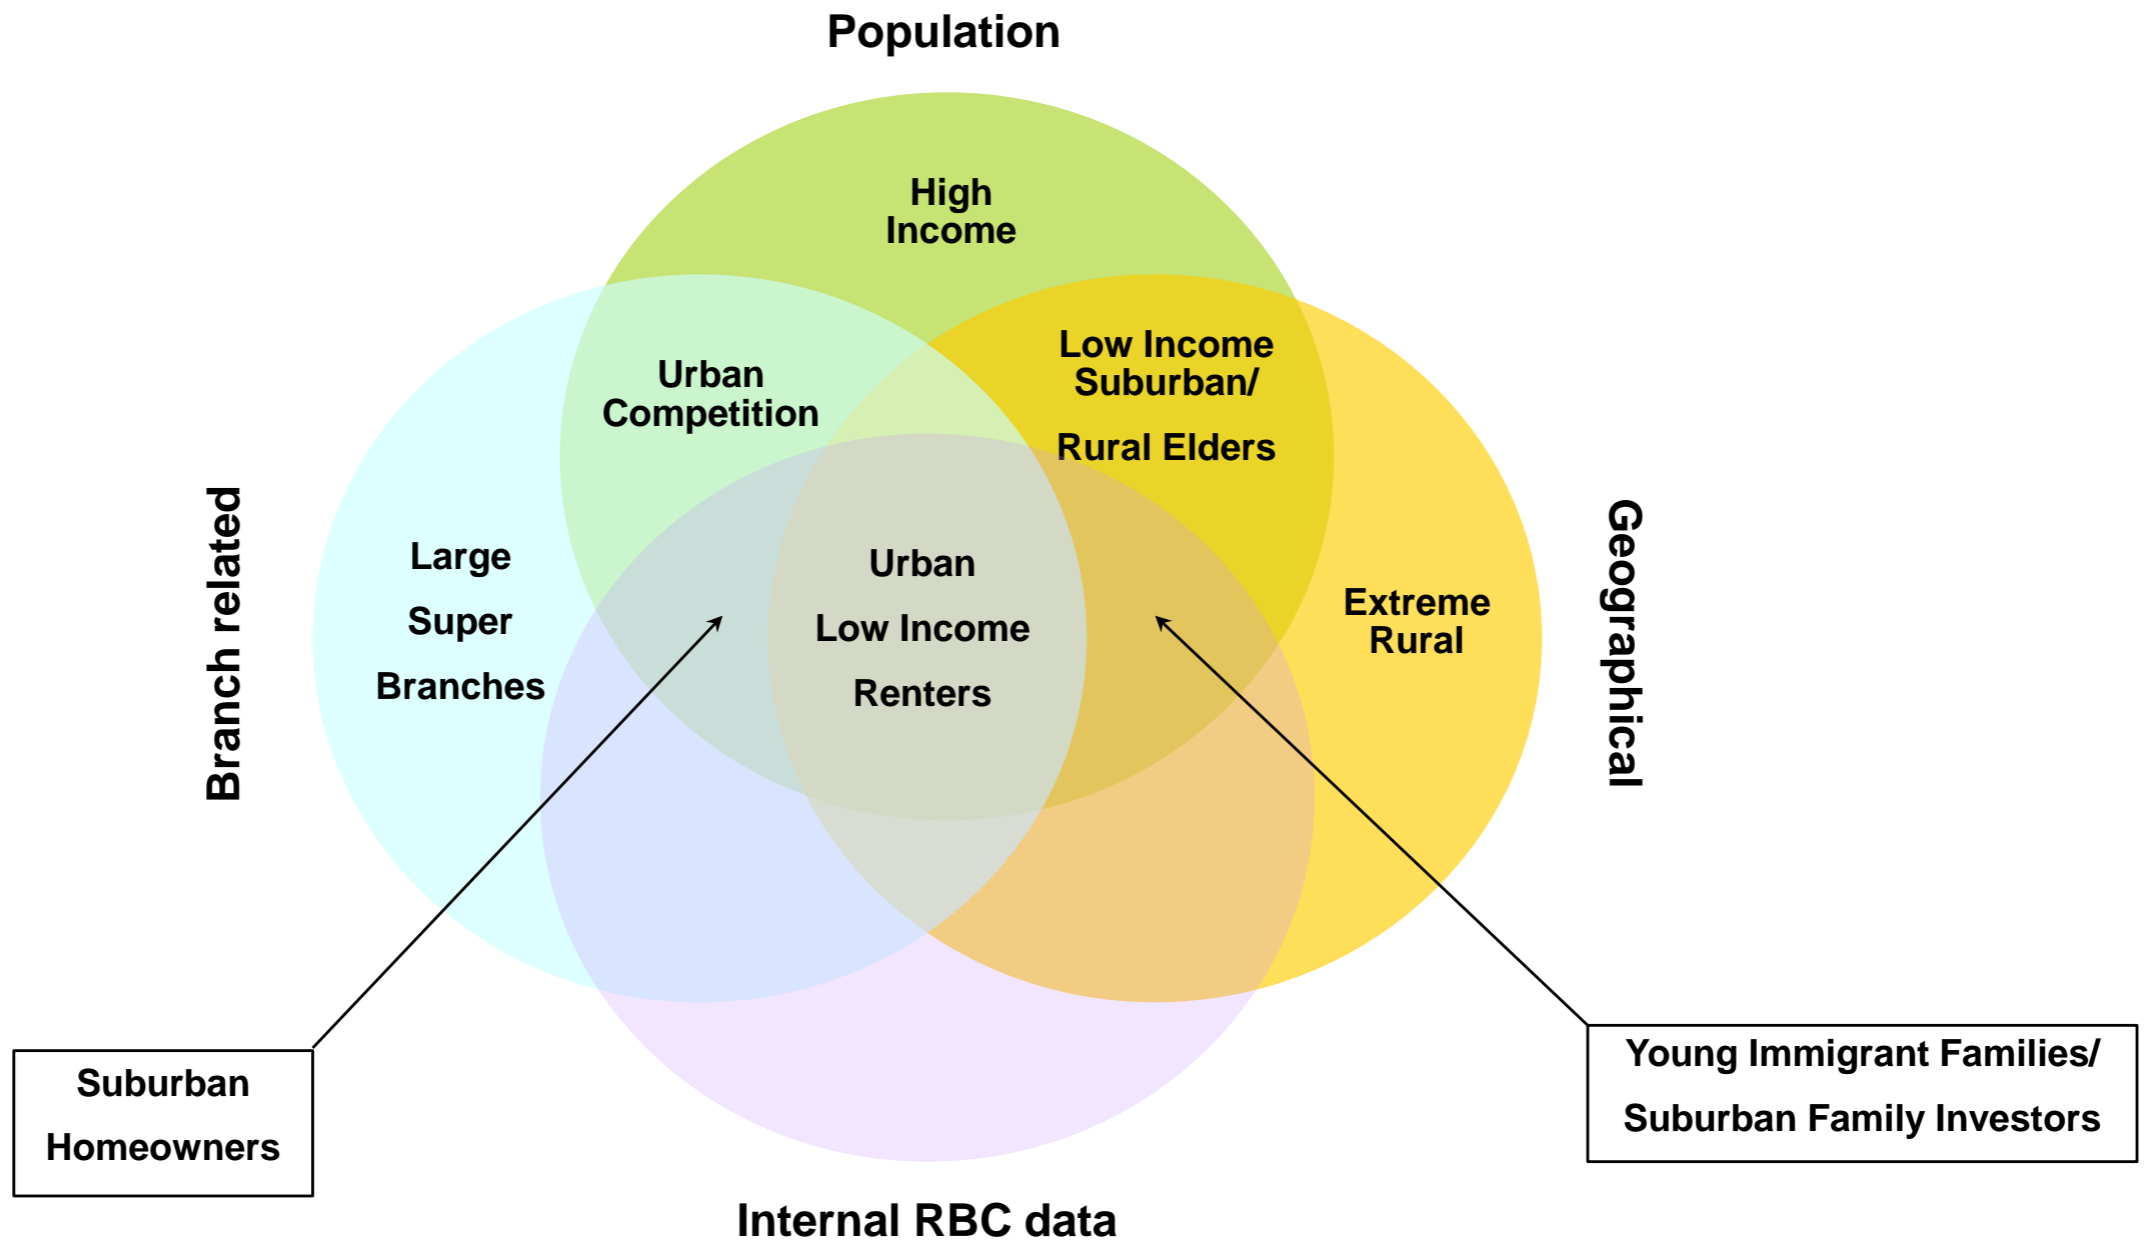 Population
High
Income
Urban
Competition
Low Income
Suburban/
Rural Elders
Branch related
Large
Super
Branches
Urban
Low Income
Renters
Extreme
Rural
Geographical
Suburban
Homeowners
Young Immigrant Families/
Suburban Family Investors
Internal RBC data